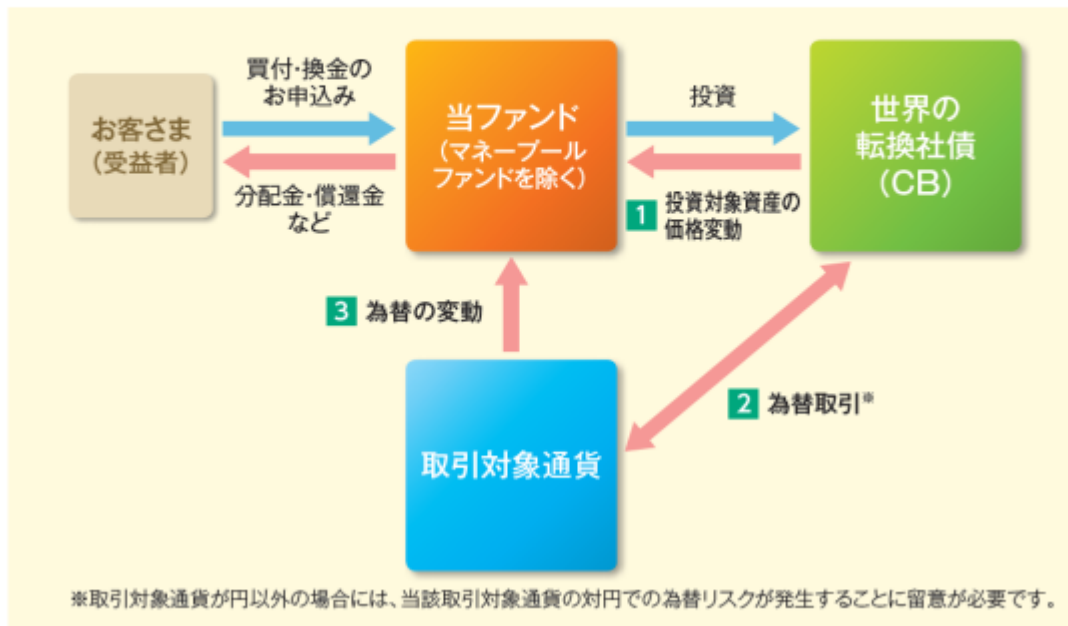 買付・換金の
お申込み
お客さま
(受益者)
分配金・償還金
など
当ファンド
(マネープール
ファンドを除く)
投資
1 投資対象資産の
価格変動
世界の
転換社債
(CB)
3 為替の変動
2 為替取引※
取引対象通貨
※取引対象通貨が円以外の場合には、当該取引対象通貨の対円での為替リスクが発生することに留意が必要です。